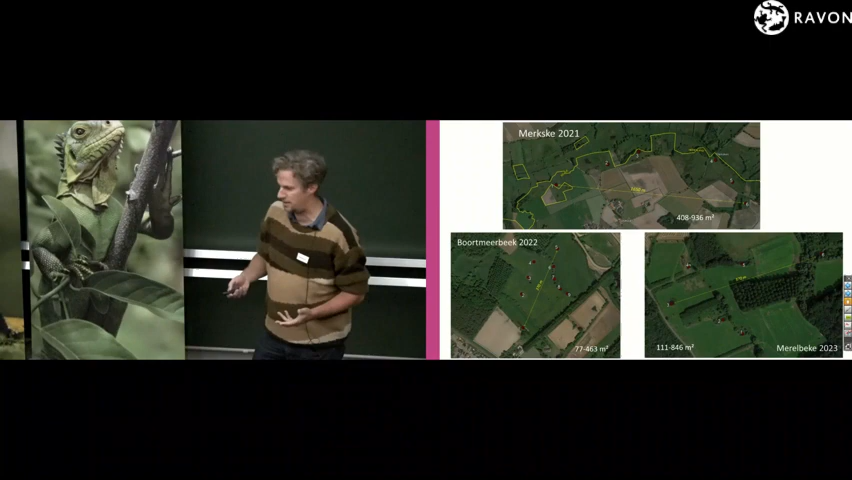 RAVON
Merkske 2021
408-936 m²
Boortmeerbeek 2022
77-463 m²
111-846 m²
Merelbeke 2023